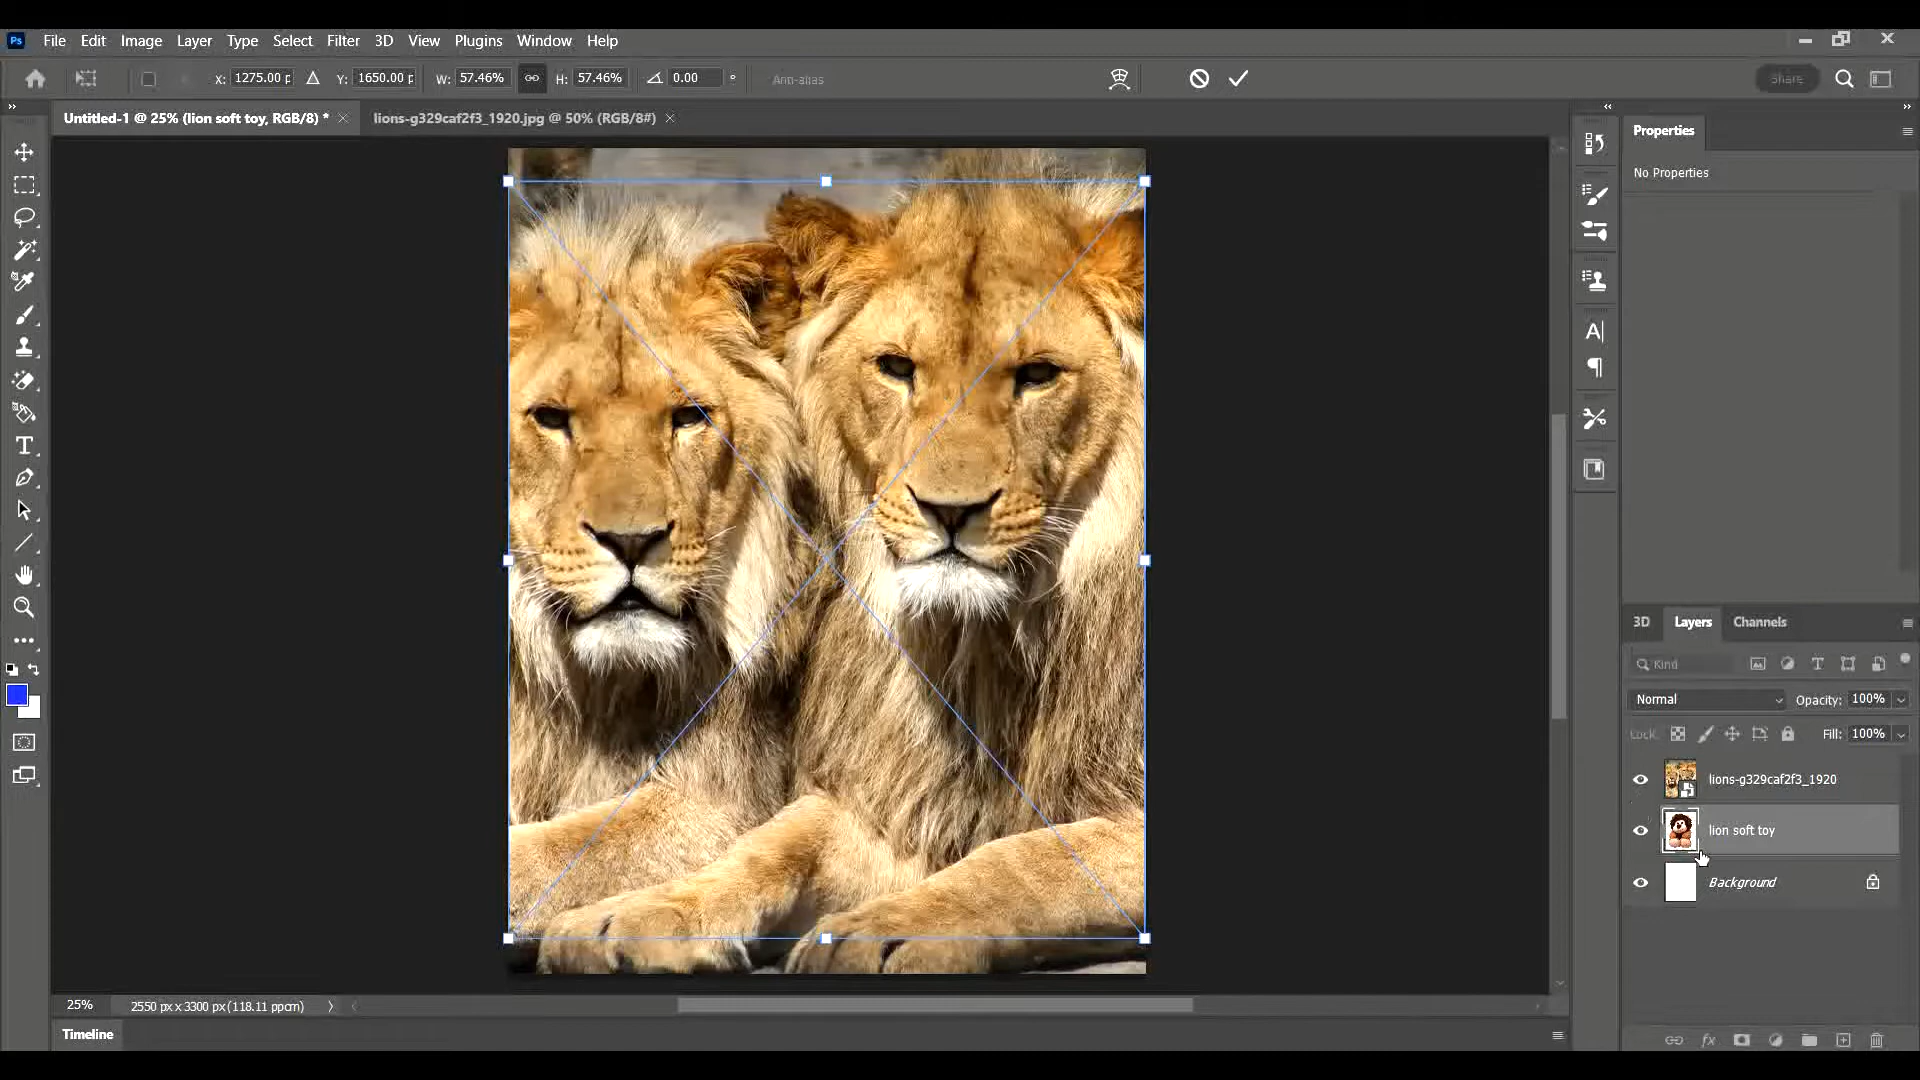 Ps File Edit Image Layer Type Select Filter 3D View Plugins Window Help
X: 1275.00 p Y: 1650.00 p W: 57.46% H: 57.46% 0.00 ° Anti-alias Share
Untitled-1 @ 25% (lion soft toy, RGB/8) * lions-g329caf2f3_1920.jpg @ 50% (RGB/8#)
Properties
No Properties
3D Layers Channels
Kind
Normal Opacity: 100%
Lock: Fill: 100%
lions-g329caf2f3_1920
lion soft toy
Background
25% 2550 px x 3300 px (118.11 ppcm)
Timeline